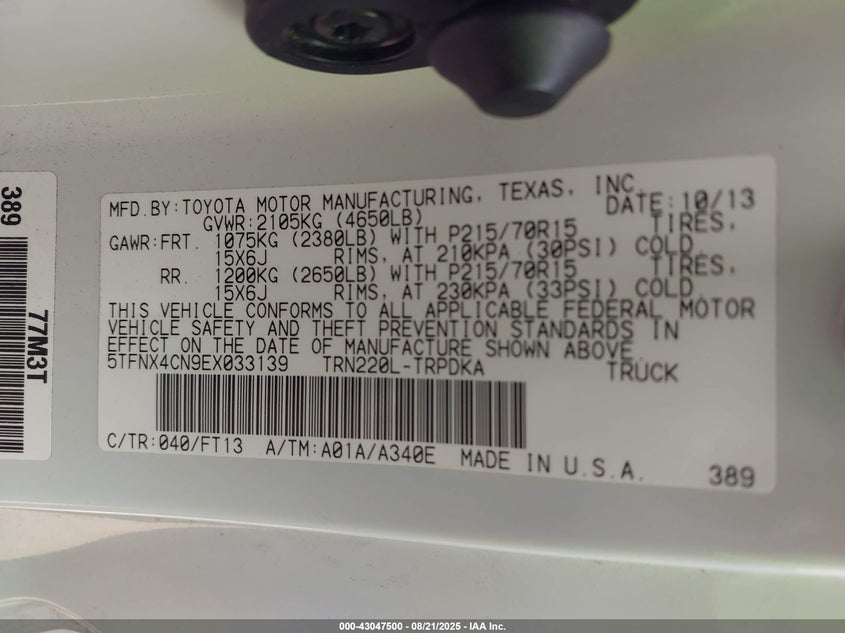 MFD. BY: TOYOTA MOTOR MANUFACTURING, TEXAS, INC. DATE: 10/13
GVWR: 2105KG (4650LB)
GAWR: FRT. 1075KG (2380LB) WITH P215/70R15 TIRES,
15X6J RIMS, AT 210KPA (30PSI) COLD.
RR. 1200KG (2650LB) WITH P215/70R15 TIRES,
15X6J RIMS, AT 230KPA (33PSI) COLD
THIS VEHICLE CONFORMS TO ALL APPLICABLE FEDERAL MOTOR
VEHICLE SAFETY AND THEFT PREVENTION STANDARDS IN
EFFECT ON THE DATE OF MANUFACTURE SHOWN ABOVE.
5TFNX4CN9EX033139 TRN220L-TRPDKA TRUCK
C/TR: 040/FT13 A/TM: A01A/A340E MADE IN U.S.A. 389
389
77M3T
000-43047500 - 08/21/2025 - IAA Inc.